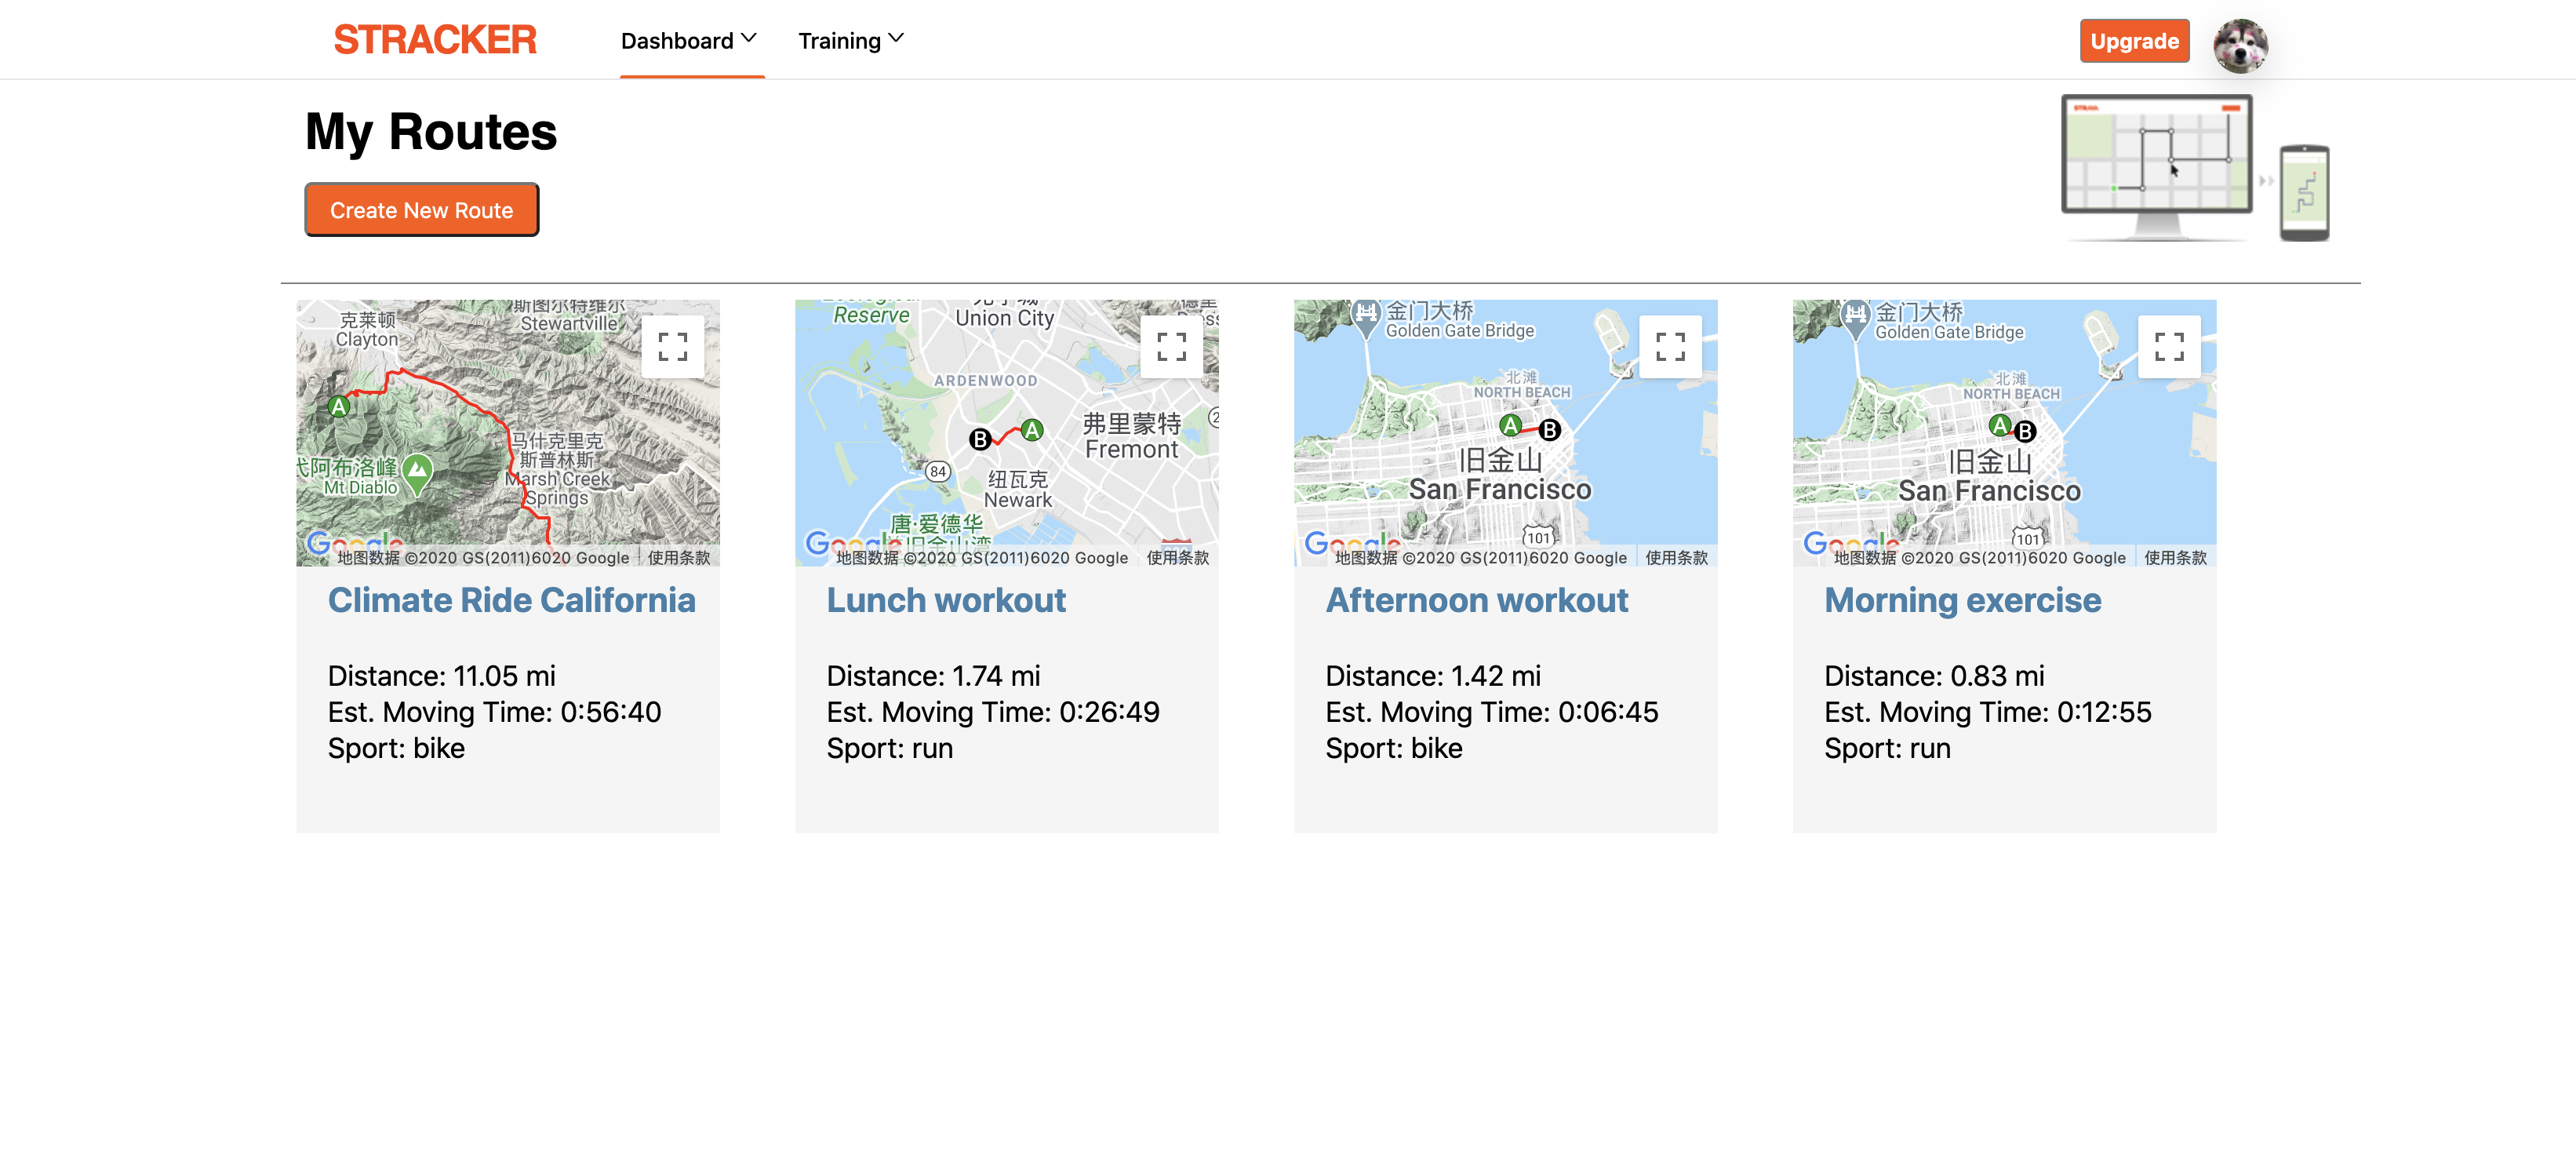 STRACKER
Dashboard
Training
Upgrade
My Routes
Create New Route
克莱顿
Clayton
斯图尔特维尔
Stewartville
马什克里克
斯普林斯
Marsh Creek
Springs
代阿布洛峰
Mt Diablo
Google
地图数据 ©2020 GS(2011)6020 Google
使用条款
Climate Ride California
Distance: 11.05 mi
Est. Moving Time: 0:56:40
Sport: bike
Reserve
Union City
ARDENWOOD
弗里蒙特
Fremont
84
纽瓦克
Newark
唐·爱德华
Google
地图数据 ©2020 GS(2011)6020 Google
使用条款
Lunch workout
Distance: 1.74 mi
Est. Moving Time: 0:26:49
Sport: run
金门大桥
Golden Gate Bridge
北滩
NORTH BEACH
A
B
旧金山
San Francisco
101
Google
地图数据 ©2020 GS(2011)6020 Google
使用条款
Afternoon workout
Distance: 1.42 mi
Est. Moving Time: 0:06:45
Sport: bike
金门大桥
Golden Gate Bridge
北滩
NORTH BEACH
A
B
旧金山
San Francisco
101
Google
地图数据 ©2020 GS(2011)6020 Google
使用条款
Morning exercise
Distance: 0.83 mi
Est. Moving Time: 0:12:55
Sport: run